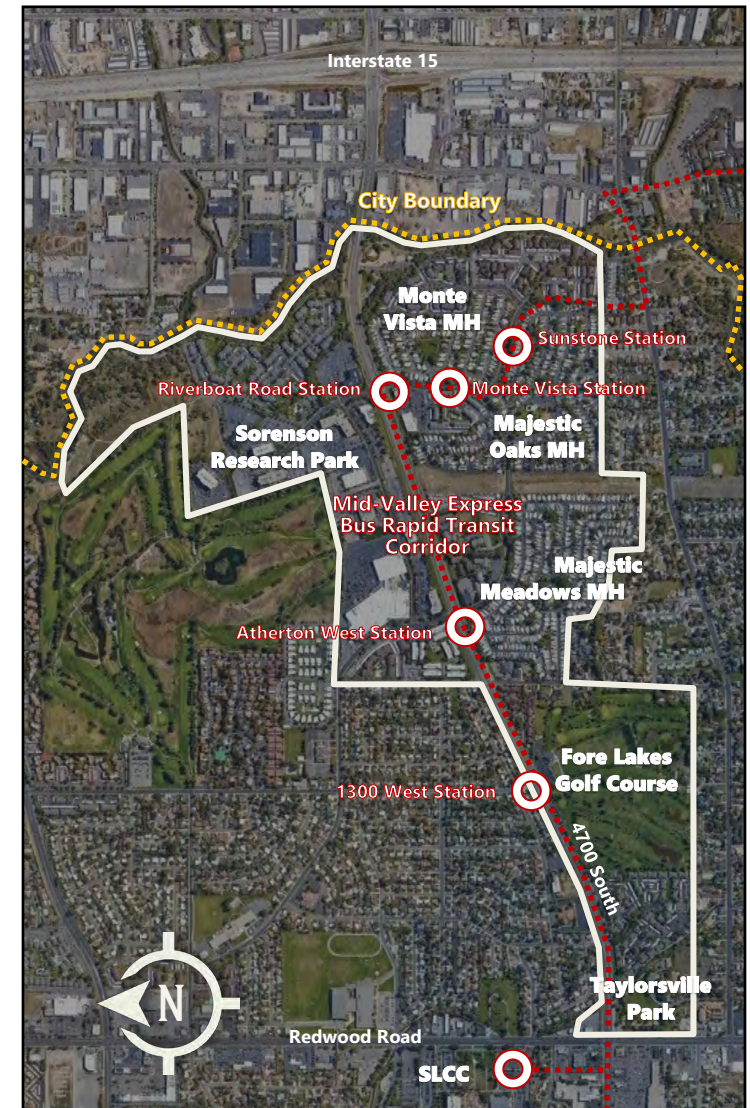 Interstate 15
City Boundary
Monte
Vista MH
Sunstone Station
Riverboat Road Station
Monte Vista Station
Majestic
Oaks MH
Sorenson
Research Park
Mid-Valley Express
Bus Rapid Transit
Corridor
Majestic
Meadows MH
Atherton West Station
Fore Lakes
Golf Course
1300 West Station
4700 South
Taylorsville
Park
N
Redwood Road
SLCC